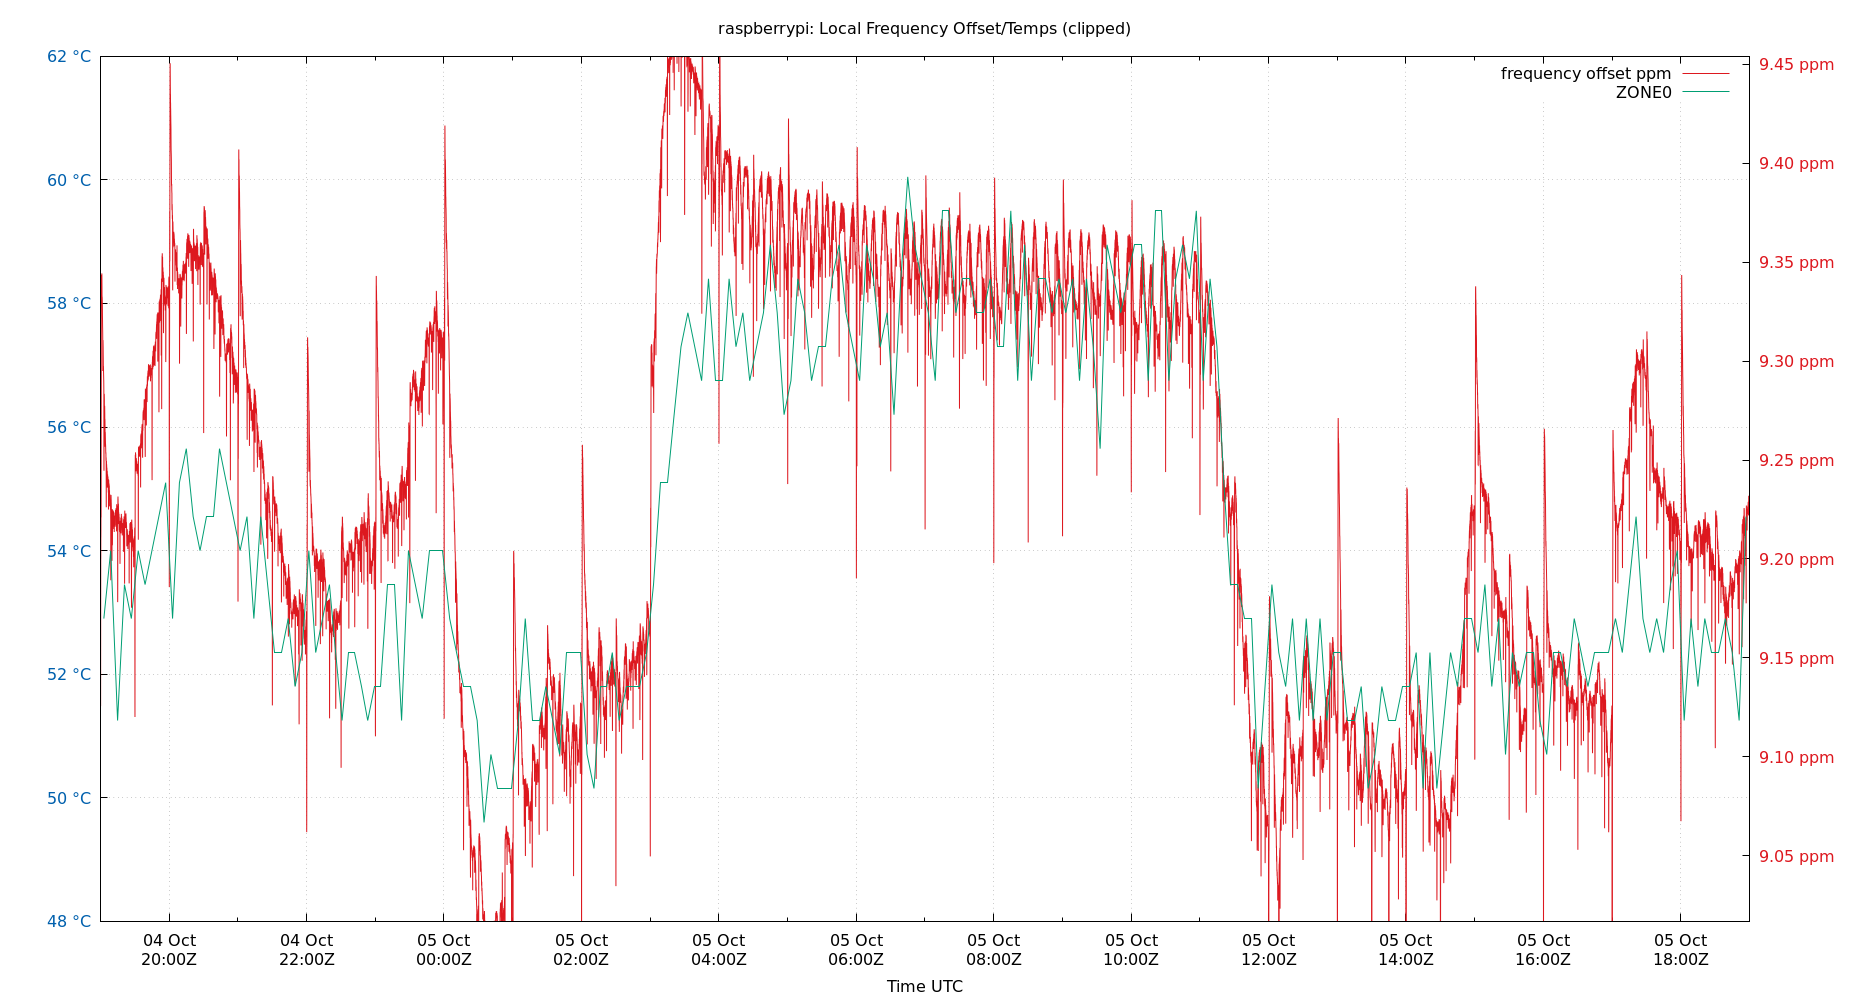 raspberrypi: Local Frequency Offset/Temps (clipped)
62 °C
60 °C
58 °C
56 °C
54 °C
52 °C
50 °C
48 °C
frequency offset ppm
ZONE0
9.45 ppm
9.40 ppm
9.35 ppm
9.30 ppm
9.25 ppm
9.20 ppm
9.15 ppm
9.10 ppm
9.05 ppm
04 Oct
20:00Z
04 Oct
22:00Z
05 Oct
00:00Z
05 Oct
02:00Z
05 Oct
04:00Z
05 Oct
06:00Z
05 Oct
08:00Z
05 Oct
10:00Z
05 Oct
12:00Z
05 Oct
14:00Z
05 Oct
16:00Z
05 Oct
18:00Z
Time UTC